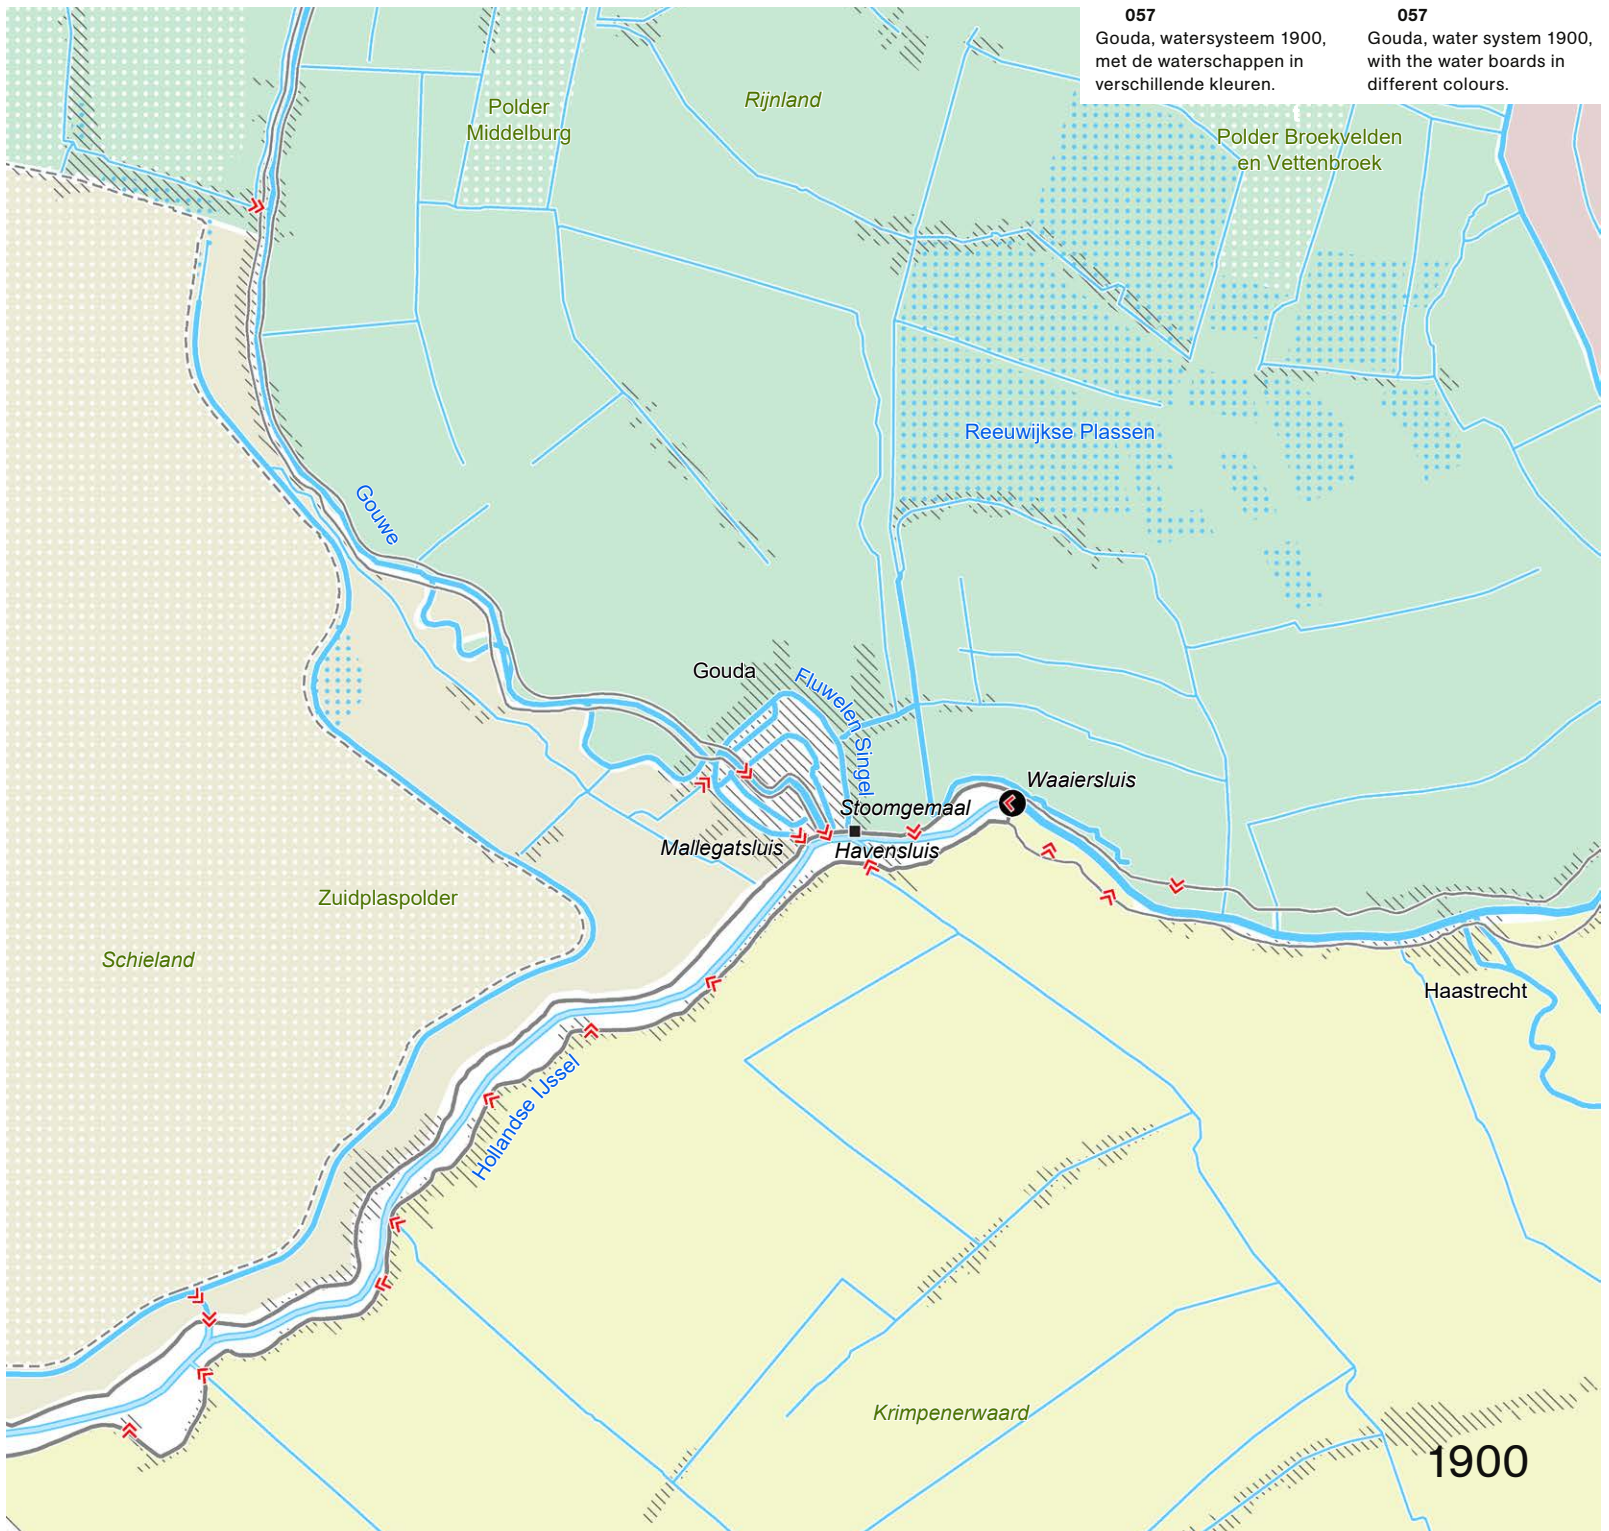 057
Gouda, watersysteem 1900,
met de waterschappen in
verschillende kleuren.
057
Gouda, water system 1900,
with the water boards in
different colours.
Polder
Middelburg
Rijnland
Polder Broekvelden
en Vettenbroek
Reeuwijkse Plassen
Gouwe
Gouda
Fluwelen Singel
Waaiersluis
Stoomgemaal
Mallegatsluis
Havensluis
Zuidplaspolder
Schieland
Haastrecht
Hollandse IJssel
Krimpenerwaard
1900